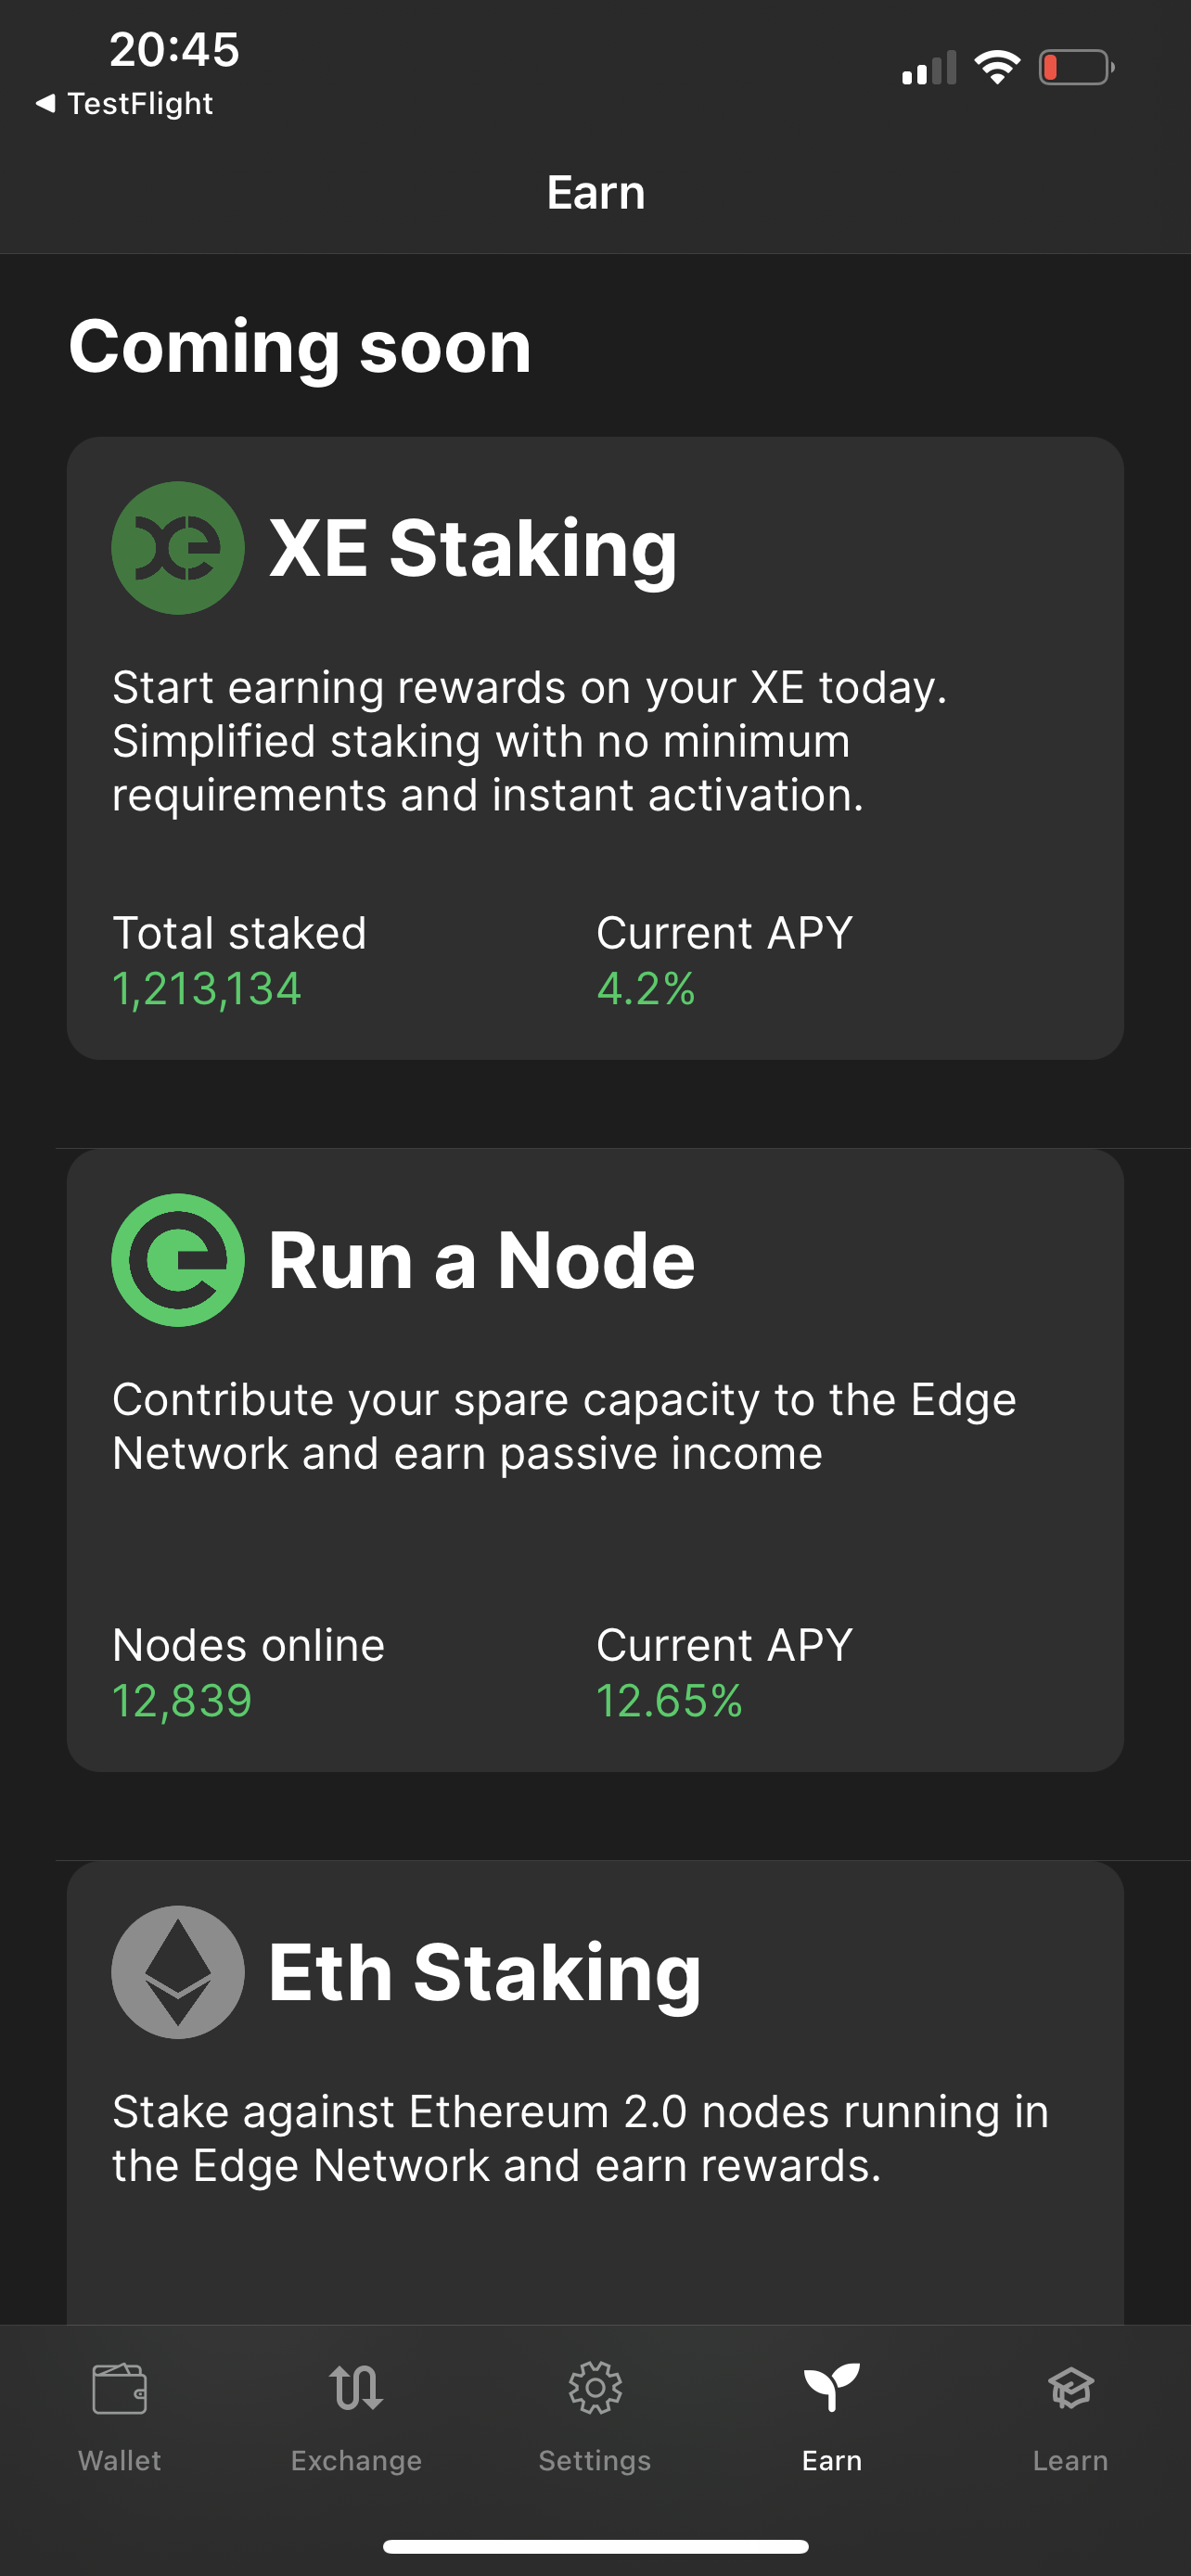 20:45
◀ TestFlight
Earn
Coming soon
XE Staking
Start earning rewards on your XE today.
Simplified staking with no minimum
requirements and instant activation.
Total staked
Current APY
1,213,134
4.2%
Run a Node
Contribute your spare capacity to the Edge
Network and earn passive income
Nodes online
Current APY
12,839
12.65%
Eth Staking
Stake against Ethereum 2.0 nodes running in
the Edge Network and earn rewards.
Wallet
Exchange
Settings
Earn
Learn